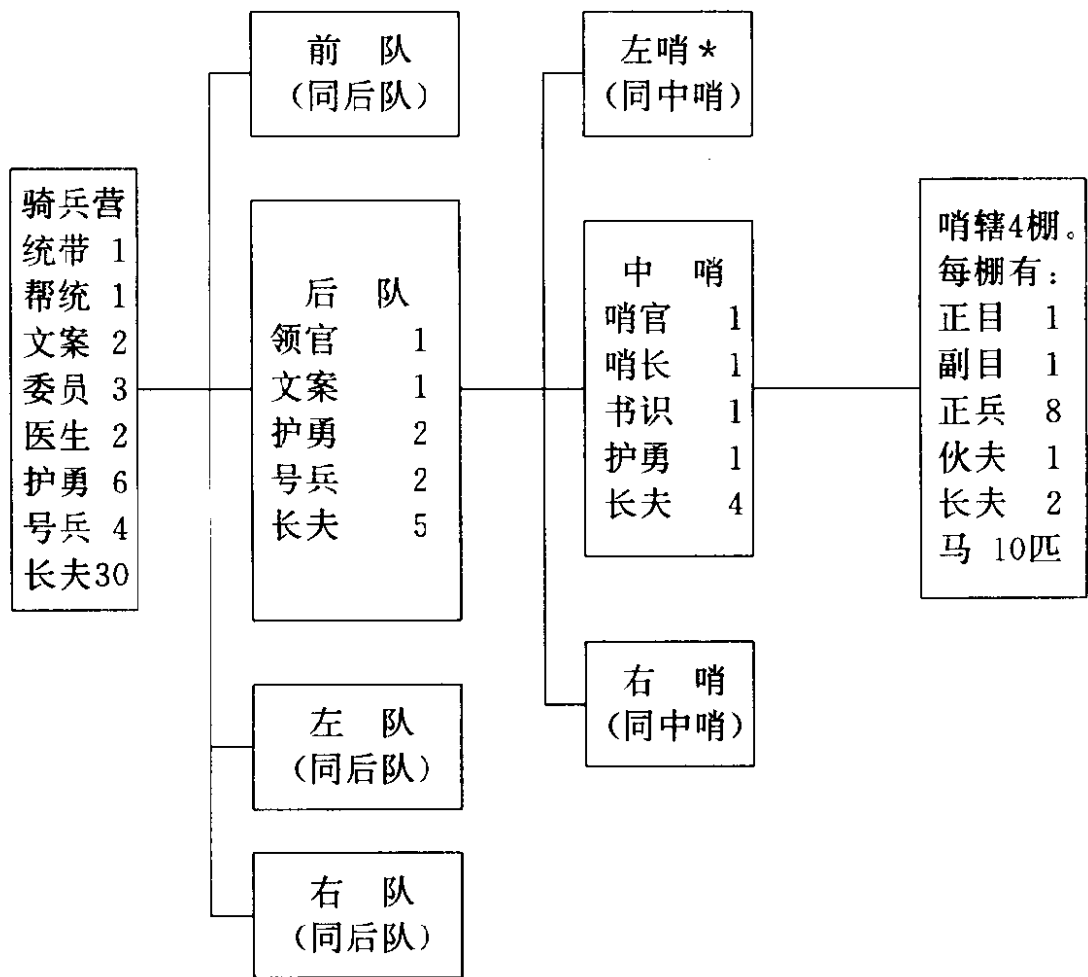 骑兵营
统带 1
帮统 1
文案 2
委员 3
医生 2
护勇 6
号兵 4
长夫30
前 队
(同后队)
后 队
领官 1
文案 1
护勇 2
号兵 2
长夫 5
左 队
(同后队)
右 队
(同后队)
左哨*
(同中哨)
中 哨
哨官 1
哨长 1
书识 1
护勇 1
长夫 4
右 哨
(同中哨)
哨辖4棚。
每棚有:
正目 1
副目 1
正兵 8
伙夫 1
长夫 2
马 10匹